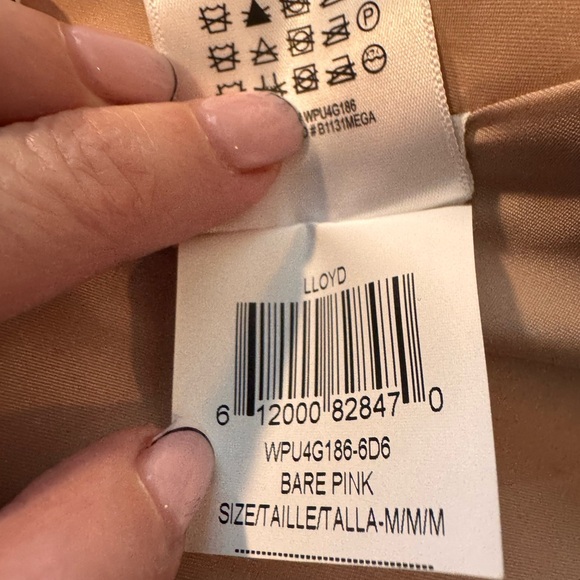 P
WPU4G186
#B1131MEGA
LLOYD
6 12000 82847 0
WPU4G186-6D6
BARE PINK
SIZE/TAILLE/TALLA-M/M/M